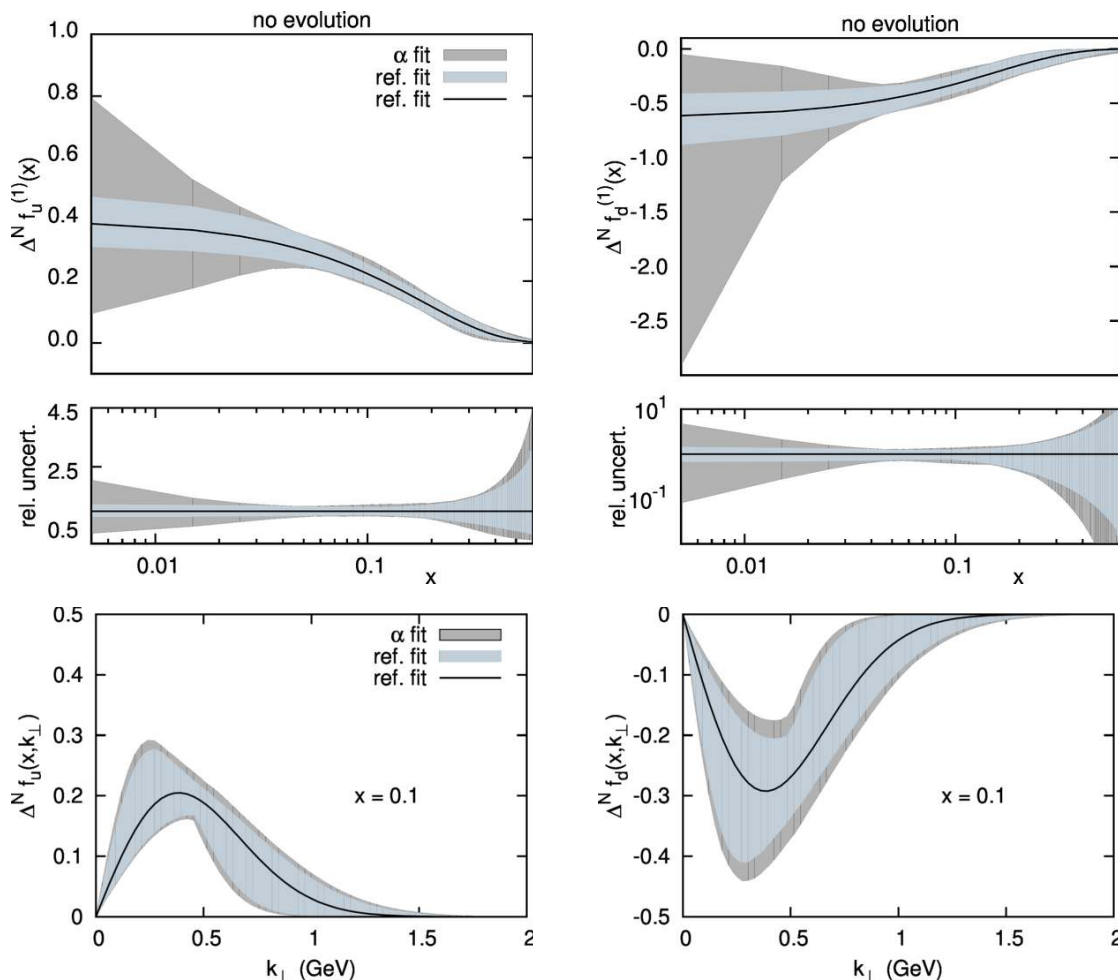 no evolution
1.0
0.8
0.6
0.4
0.2
0.0
Δ^N f_u^(1)(x)
α fit
ref. fit
ref. fit
4.5
2.5
0.5
rel. uncert.
0.01
0.1
x
no evolution
0.0
-0.5
-1.0
-1.5
-2.0
-2.5
Δ^N f_d^(1)(x)
10^1
10^-1
rel. uncert.
0.01
0.1
x
0.5
0.4
0.3
0.2
0.1
0
Δ^N f_u(x,k_⊥)
α fit
ref. fit
ref. fit
x = 0.1
0 0.5 1 1.5 2
k_⊥ (GeV)
0
-0.1
-0.2
-0.3
-0.4
-0.5
Δ^N f_d(x,k_⊥)
x = 0.1
0 0.5 1 1.5 2
k_⊥ (GeV)